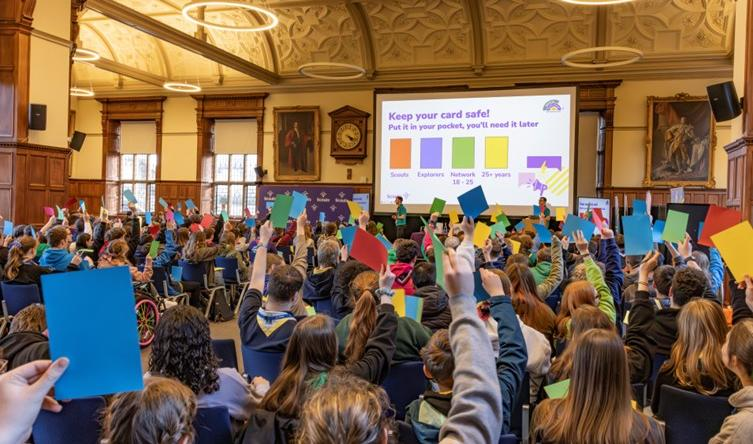 Keep your card safe!
Put it in your pocket, you'll need it later
Scouts
Explorers
Network
18 - 25
25+ years
Scouts